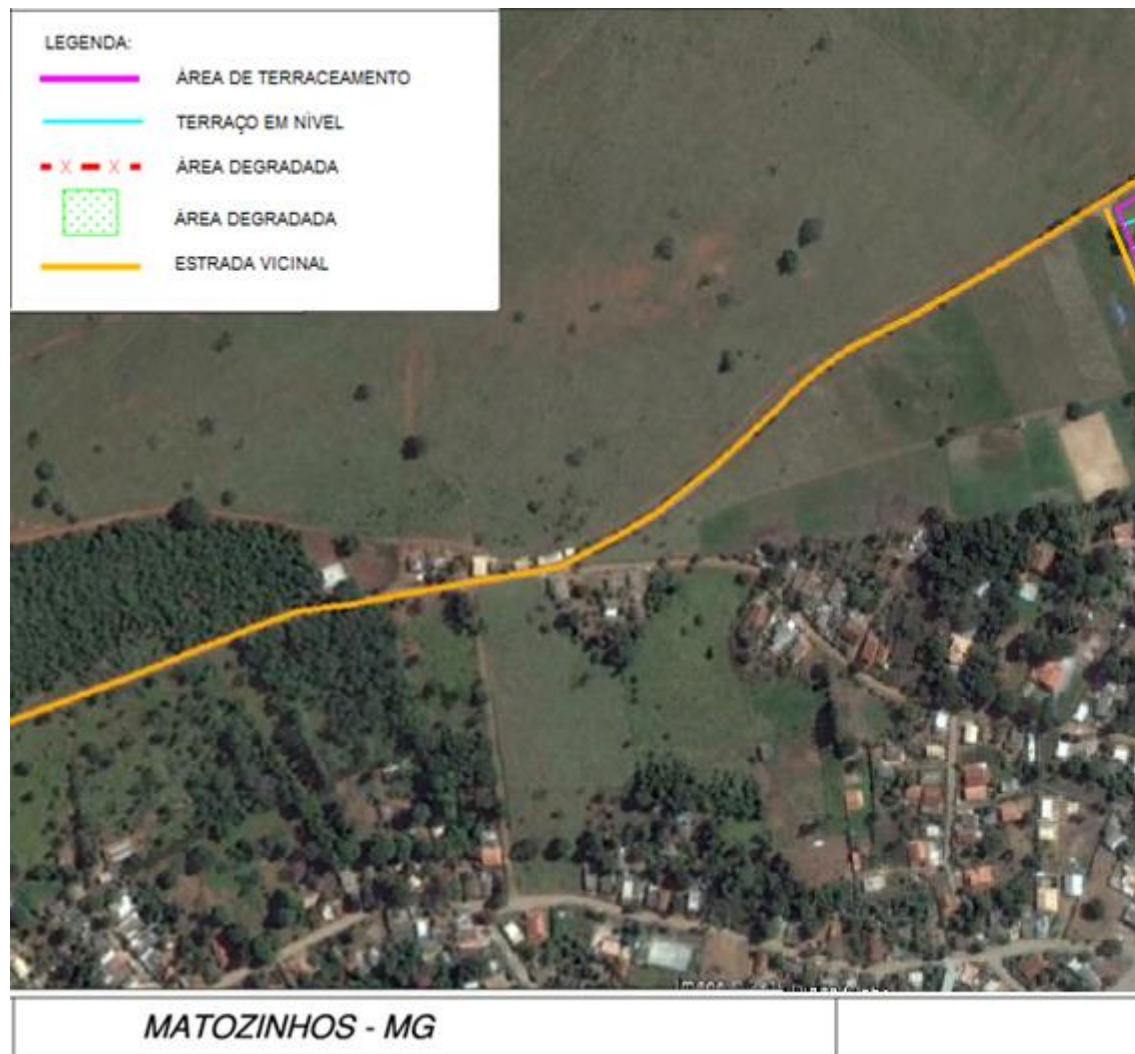 LEGENDA:
ÁREA DE TERRACEAMENTO
TERRAÇO EM NÍVEL
X X ÁREA DEGRADADA
ÁREA DEGRADADA
ESTRADA VICINAL
MATOZINHOS - MG